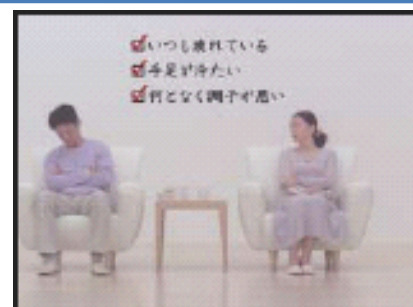 いつも疲れている
手足が冷たい
何となく調子が悪い